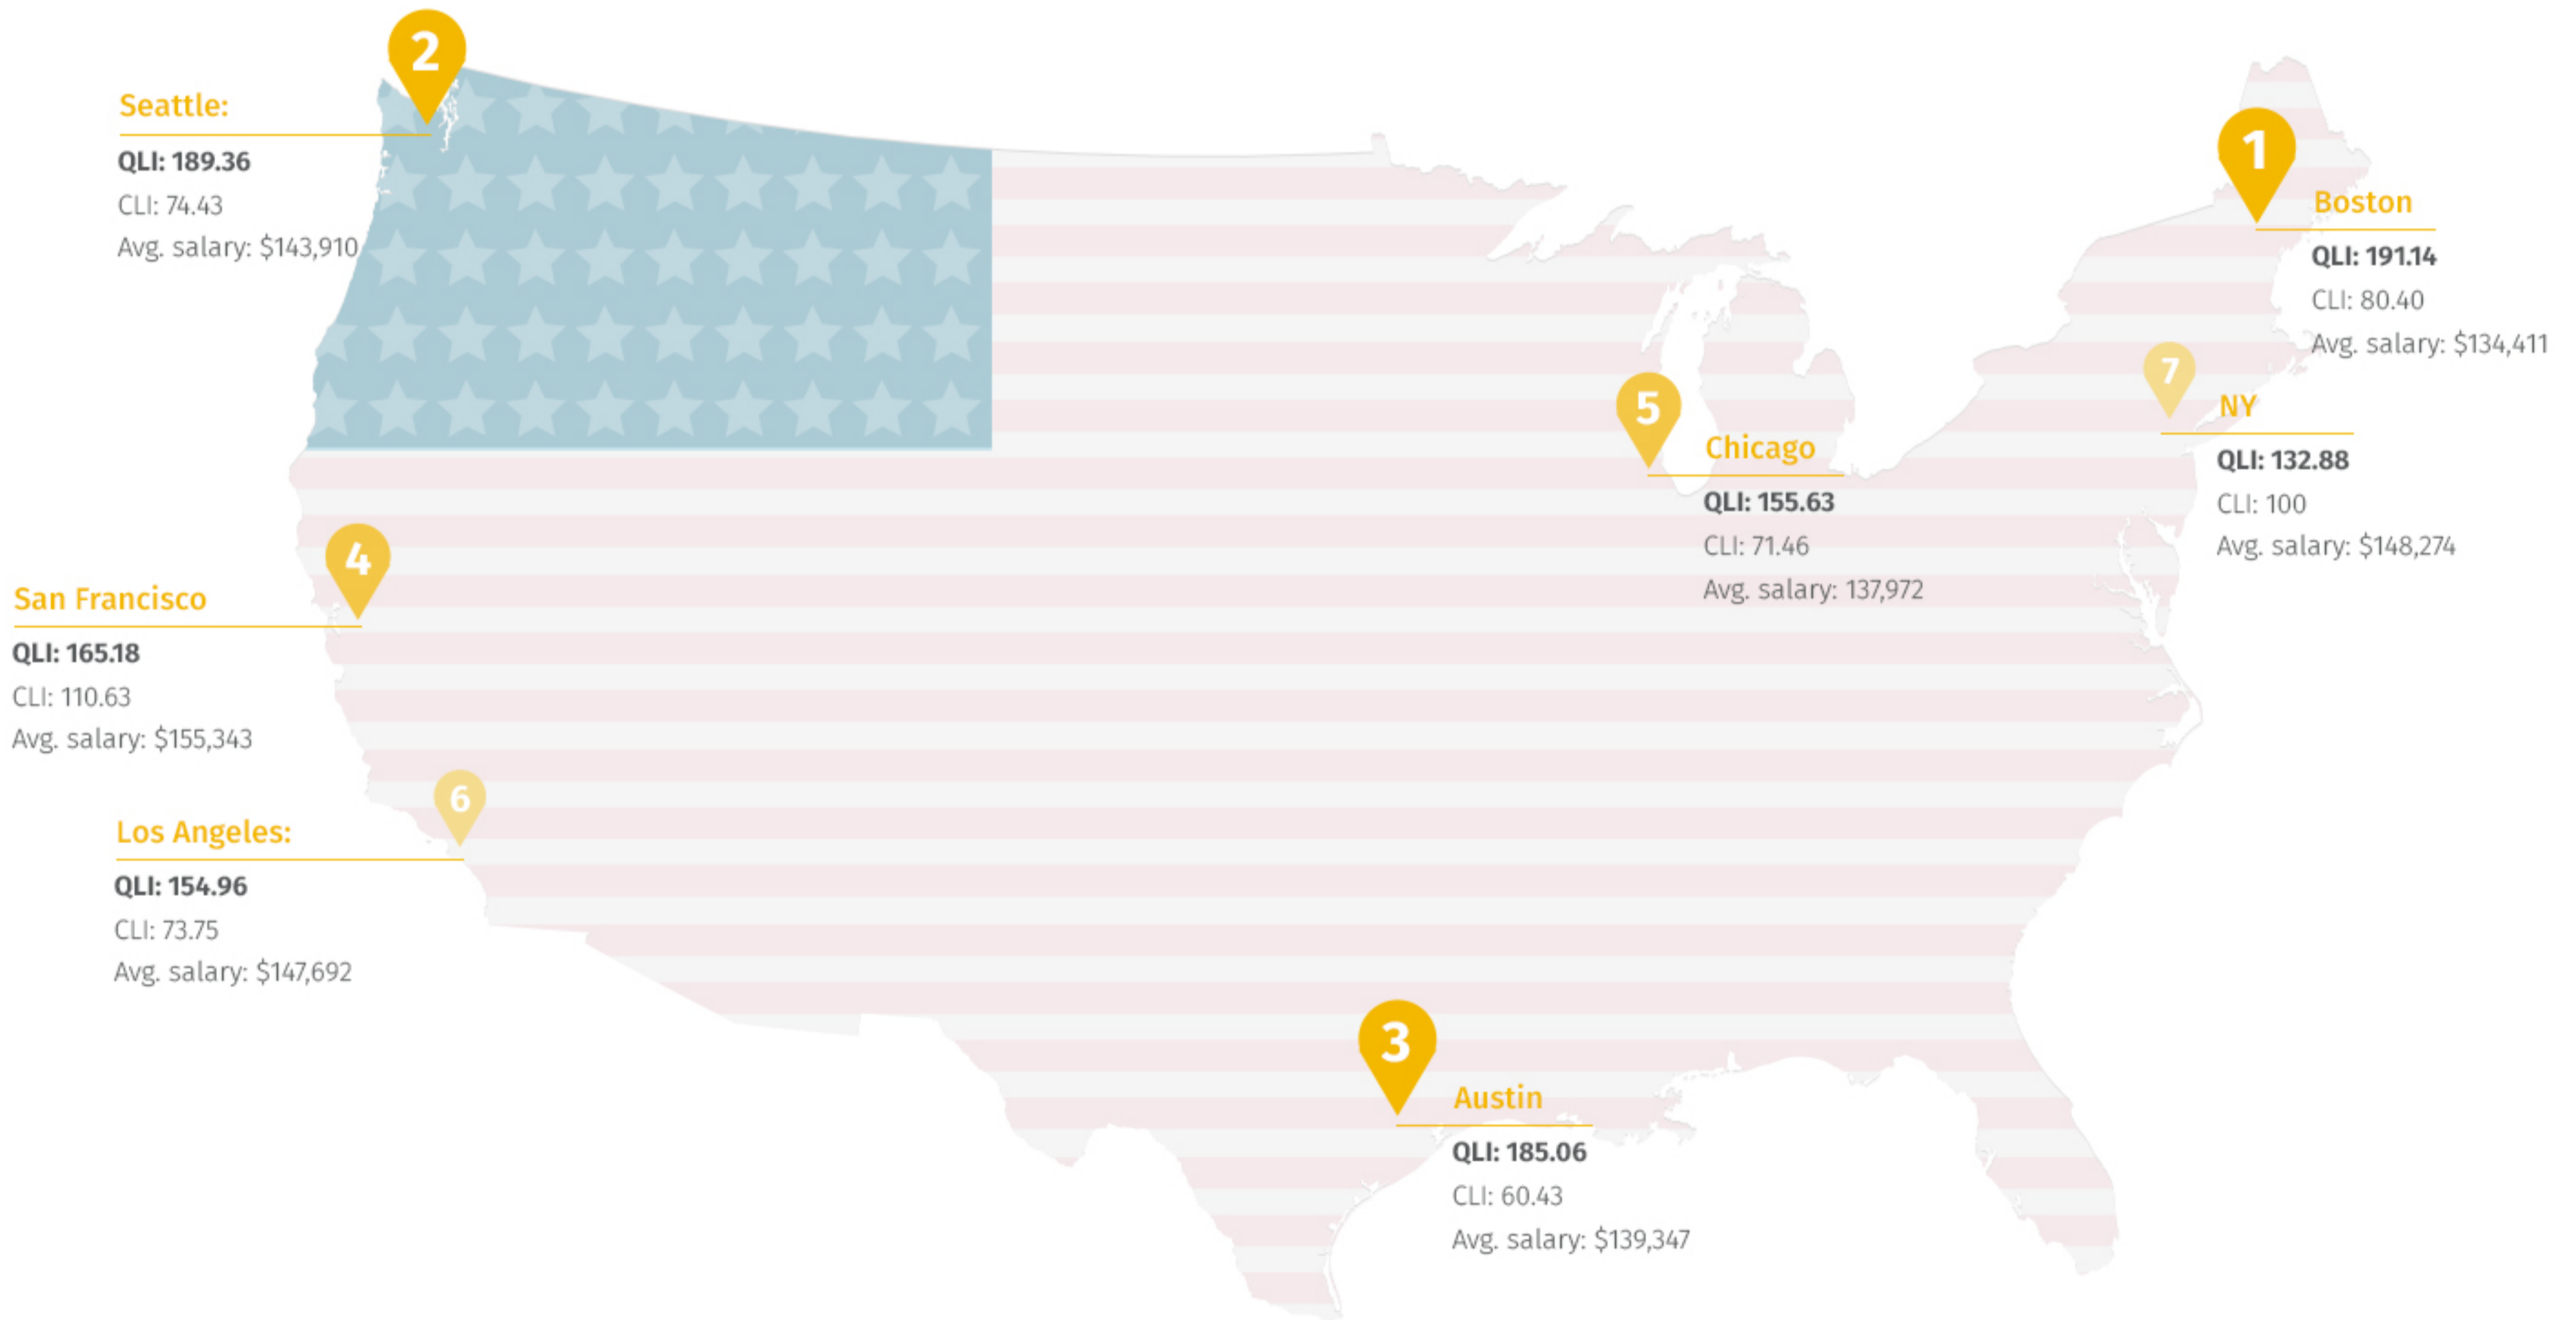 2
Seattle:
QLI: 189.36
CLI: 74.43
Avg. salary: $143,910
1
Boston
QLI: 191.14
CLI: 80.40
Avg. salary: $134,411
7
NY
QLI: 132.88
CLI: 100
Avg. salary: $148,274
5
Chicago
QLI: 155.63
CLI: 71.46
Avg. salary: 137,972
4
San Francisco
QLI: 165.18
CLI: 110.63
Avg. salary: $155,343
6
Los Angeles:
QLI: 154.96
CLI: 73.75
Avg. salary: $147,692
3
Austin
QLI: 185.06
CLI: 60.43
Avg. salary: $139,347